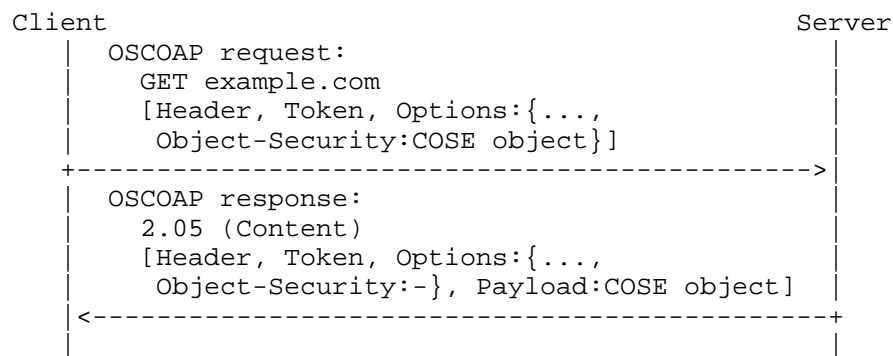 Client Server
OSCOAP request:
GET example.com
[Header, Token, Options:{...,
Object-Security:COSE object}]
OSCOAP response:
2.05 (Content)
[Header, Token, Options:{...,
Object-Security:-}, Payload:COSE object]